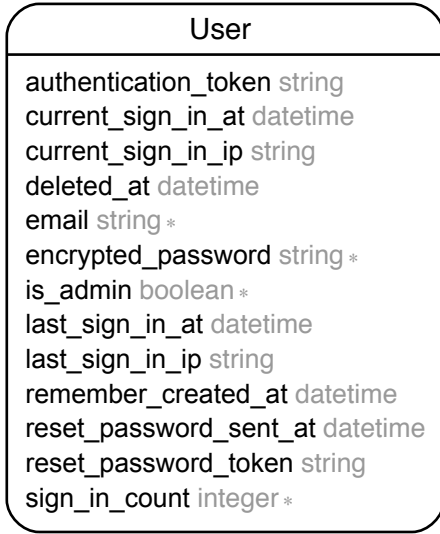 User
authentication_token string
current_sign_in_at datetime
current_sign_in_ip string
deleted_at datetime
email string *
encrypted_password string *
is_admin boolean *
last_sign_in_at datetime
last_sign_in_ip string
remember_created_at datetime
reset_password_sent_at datetime
reset_password_token string
sign_in_count integer *